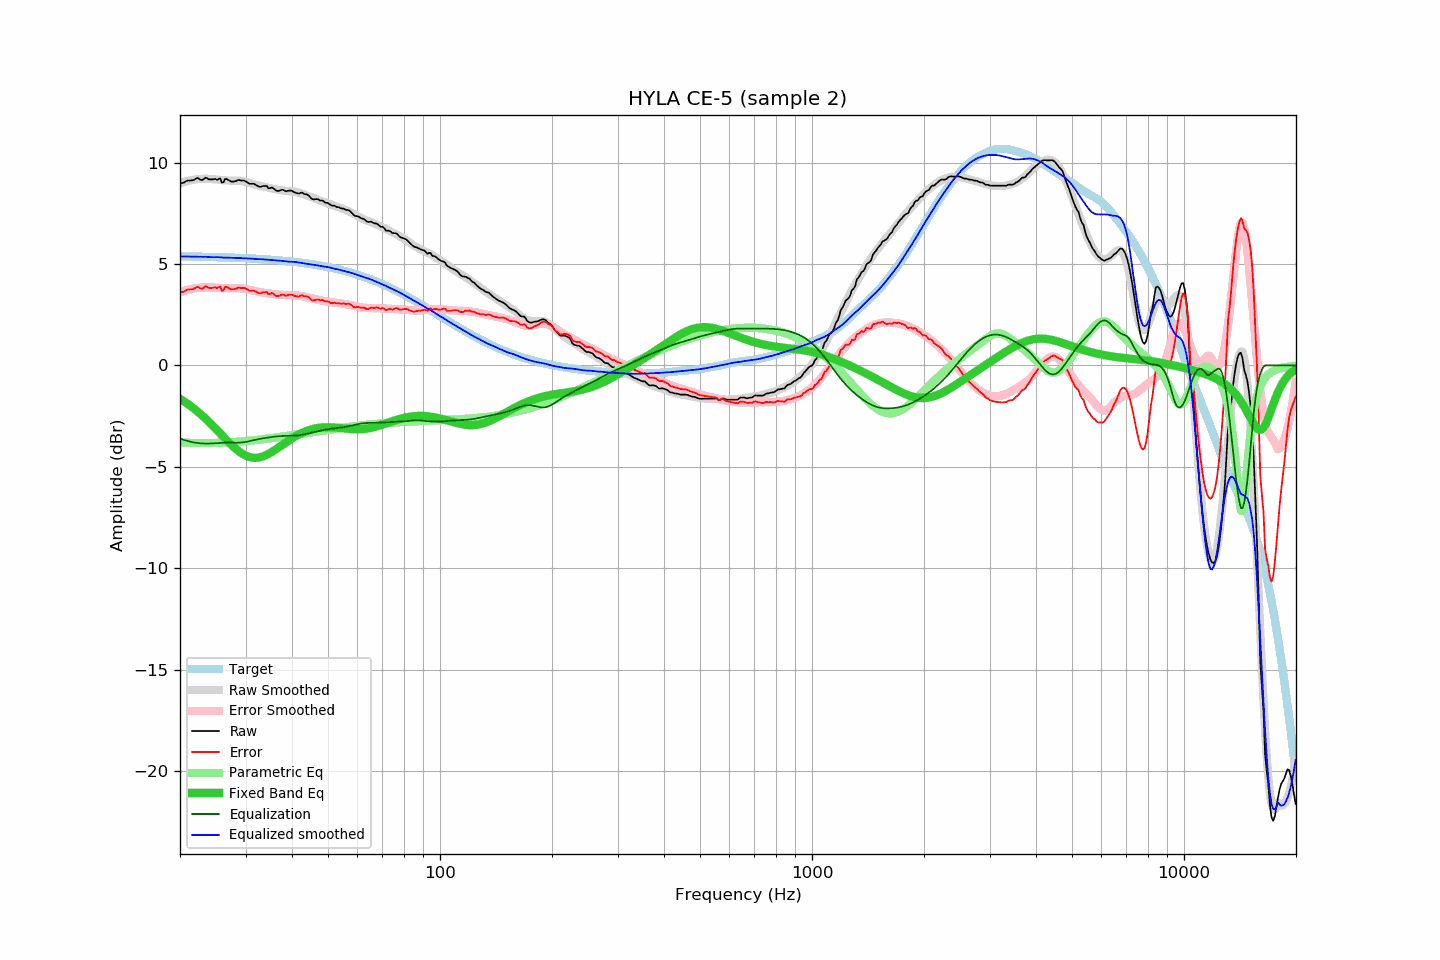 HYLA CE-5 (sample 2)
10
5
0
−5
−10
−15
−20
Amplitude (dBr)
Target
Raw Smoothed
Error Smoothed
Raw
Error
Parametric Eq
Fixed Band Eq
Equalization
Equalized smoothed
100
1000
10000
Frequency (Hz)